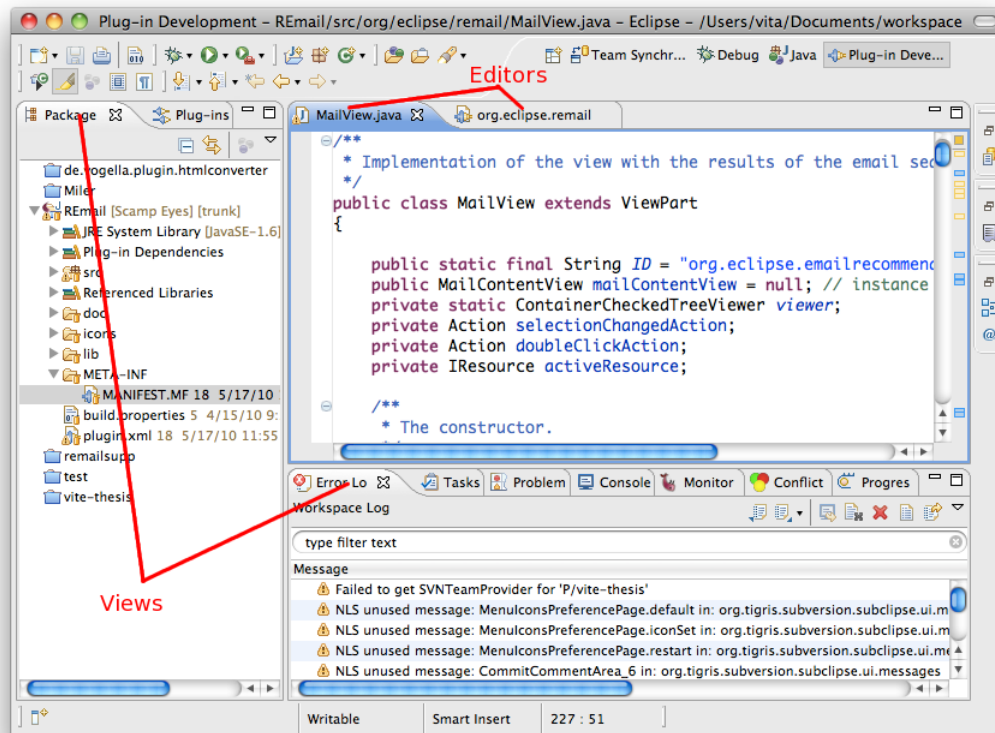 Plug-in Development – REmail/src/org/eclipse/remail/MailView.java – Eclipse – /Users/vita/Documents/workspace
Team Synchr... Debug Java Plug-in Deve...
Editors
Package Plug-ins
MailView.java org.eclipse.remail
de.vogella.plugin.htmlconverter
Miler
REmail [Scamp Eyes] [trunk]
JRE System Library [JavaSE-1.6]
Plug-in Dependencies
src
Referenced Libraries
doc
icons
lib
META-INF
MANIFEST.MF 18 5/17/10
build.properties 5 4/15/10 9:
plugin.xml 18 5/17/10 11:55
remailsupp
test
vite-thesis
Views
/**
* Implementation of the view with the results of the email sea
*/
public class MailView extends ViewPart
{
public static final String ID = "org.eclipse.emailrecommend
public MailContentView mailContentView = null; // instance
private static ContainerCheckedTreeViewer viewer;
private Action selectionChangedAction;
private Action doubleClickAction;
private IResource activeResource;
/**
* The constructor.
Error Lo Tasks Problem Console Monitor Conflict Progres
Workspace Log
type filter text
Message
Failed to get SVNTeamProvider for 'P/vite-thesis'
NLS unused message: MenuIconsPreferencePage.default in: org.tigris.subversion.subclipse.ui.m
NLS unused message: MenuIconsPreferencePage.iconSet in: org.tigris.subversion.subclipse.ui.m
NLS unused message: MenuIconsPreferencePage.restart in: org.tigris.subversion.subclipse.ui.me
NLS unused message: CommitCommentArea_6 in: org.tigris.subversion.subclipse.ui.messages
Writable Smart Insert 227 : 51